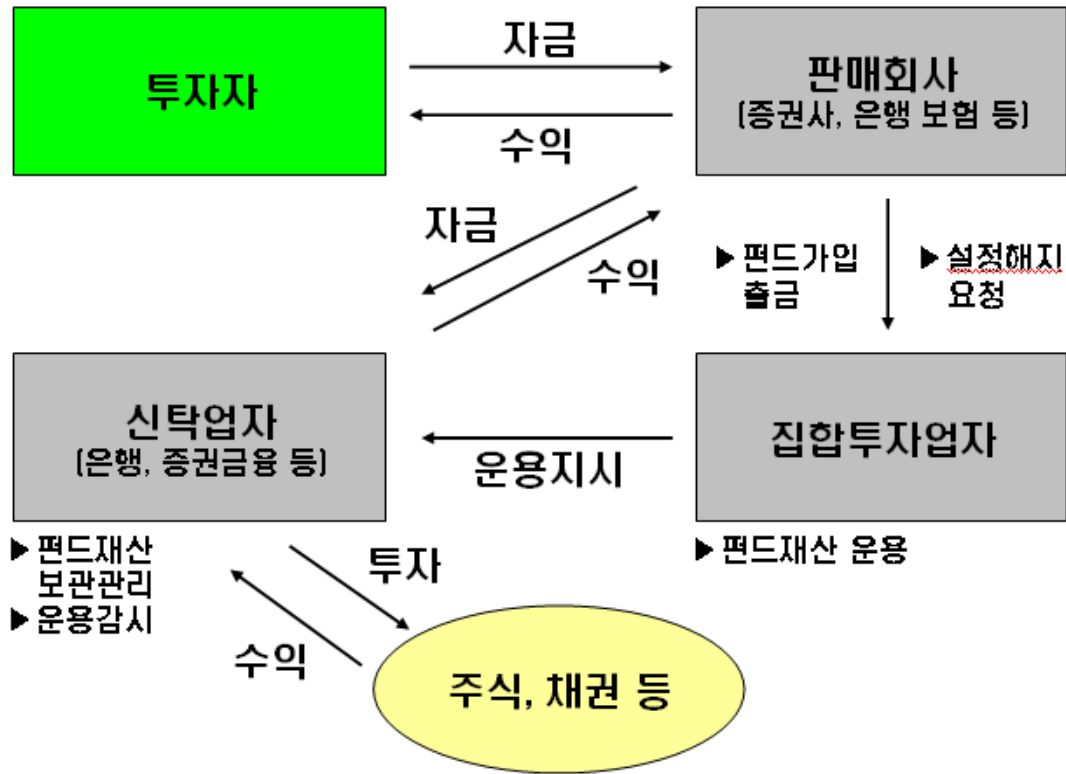 투자자
자금
수익
판매회사
(증권사, 은행 보험 등)
자금
수익
▶ 펀드가입
출금
▶ 설정해지
요청
신탁업자
(은행, 증권금융 등)
운용지시
집합투자업자
▶ 펀드재산
보관관리
▶ 운용감시
▶ 펀드재산 운용
투자
수익
주식, 채권 등